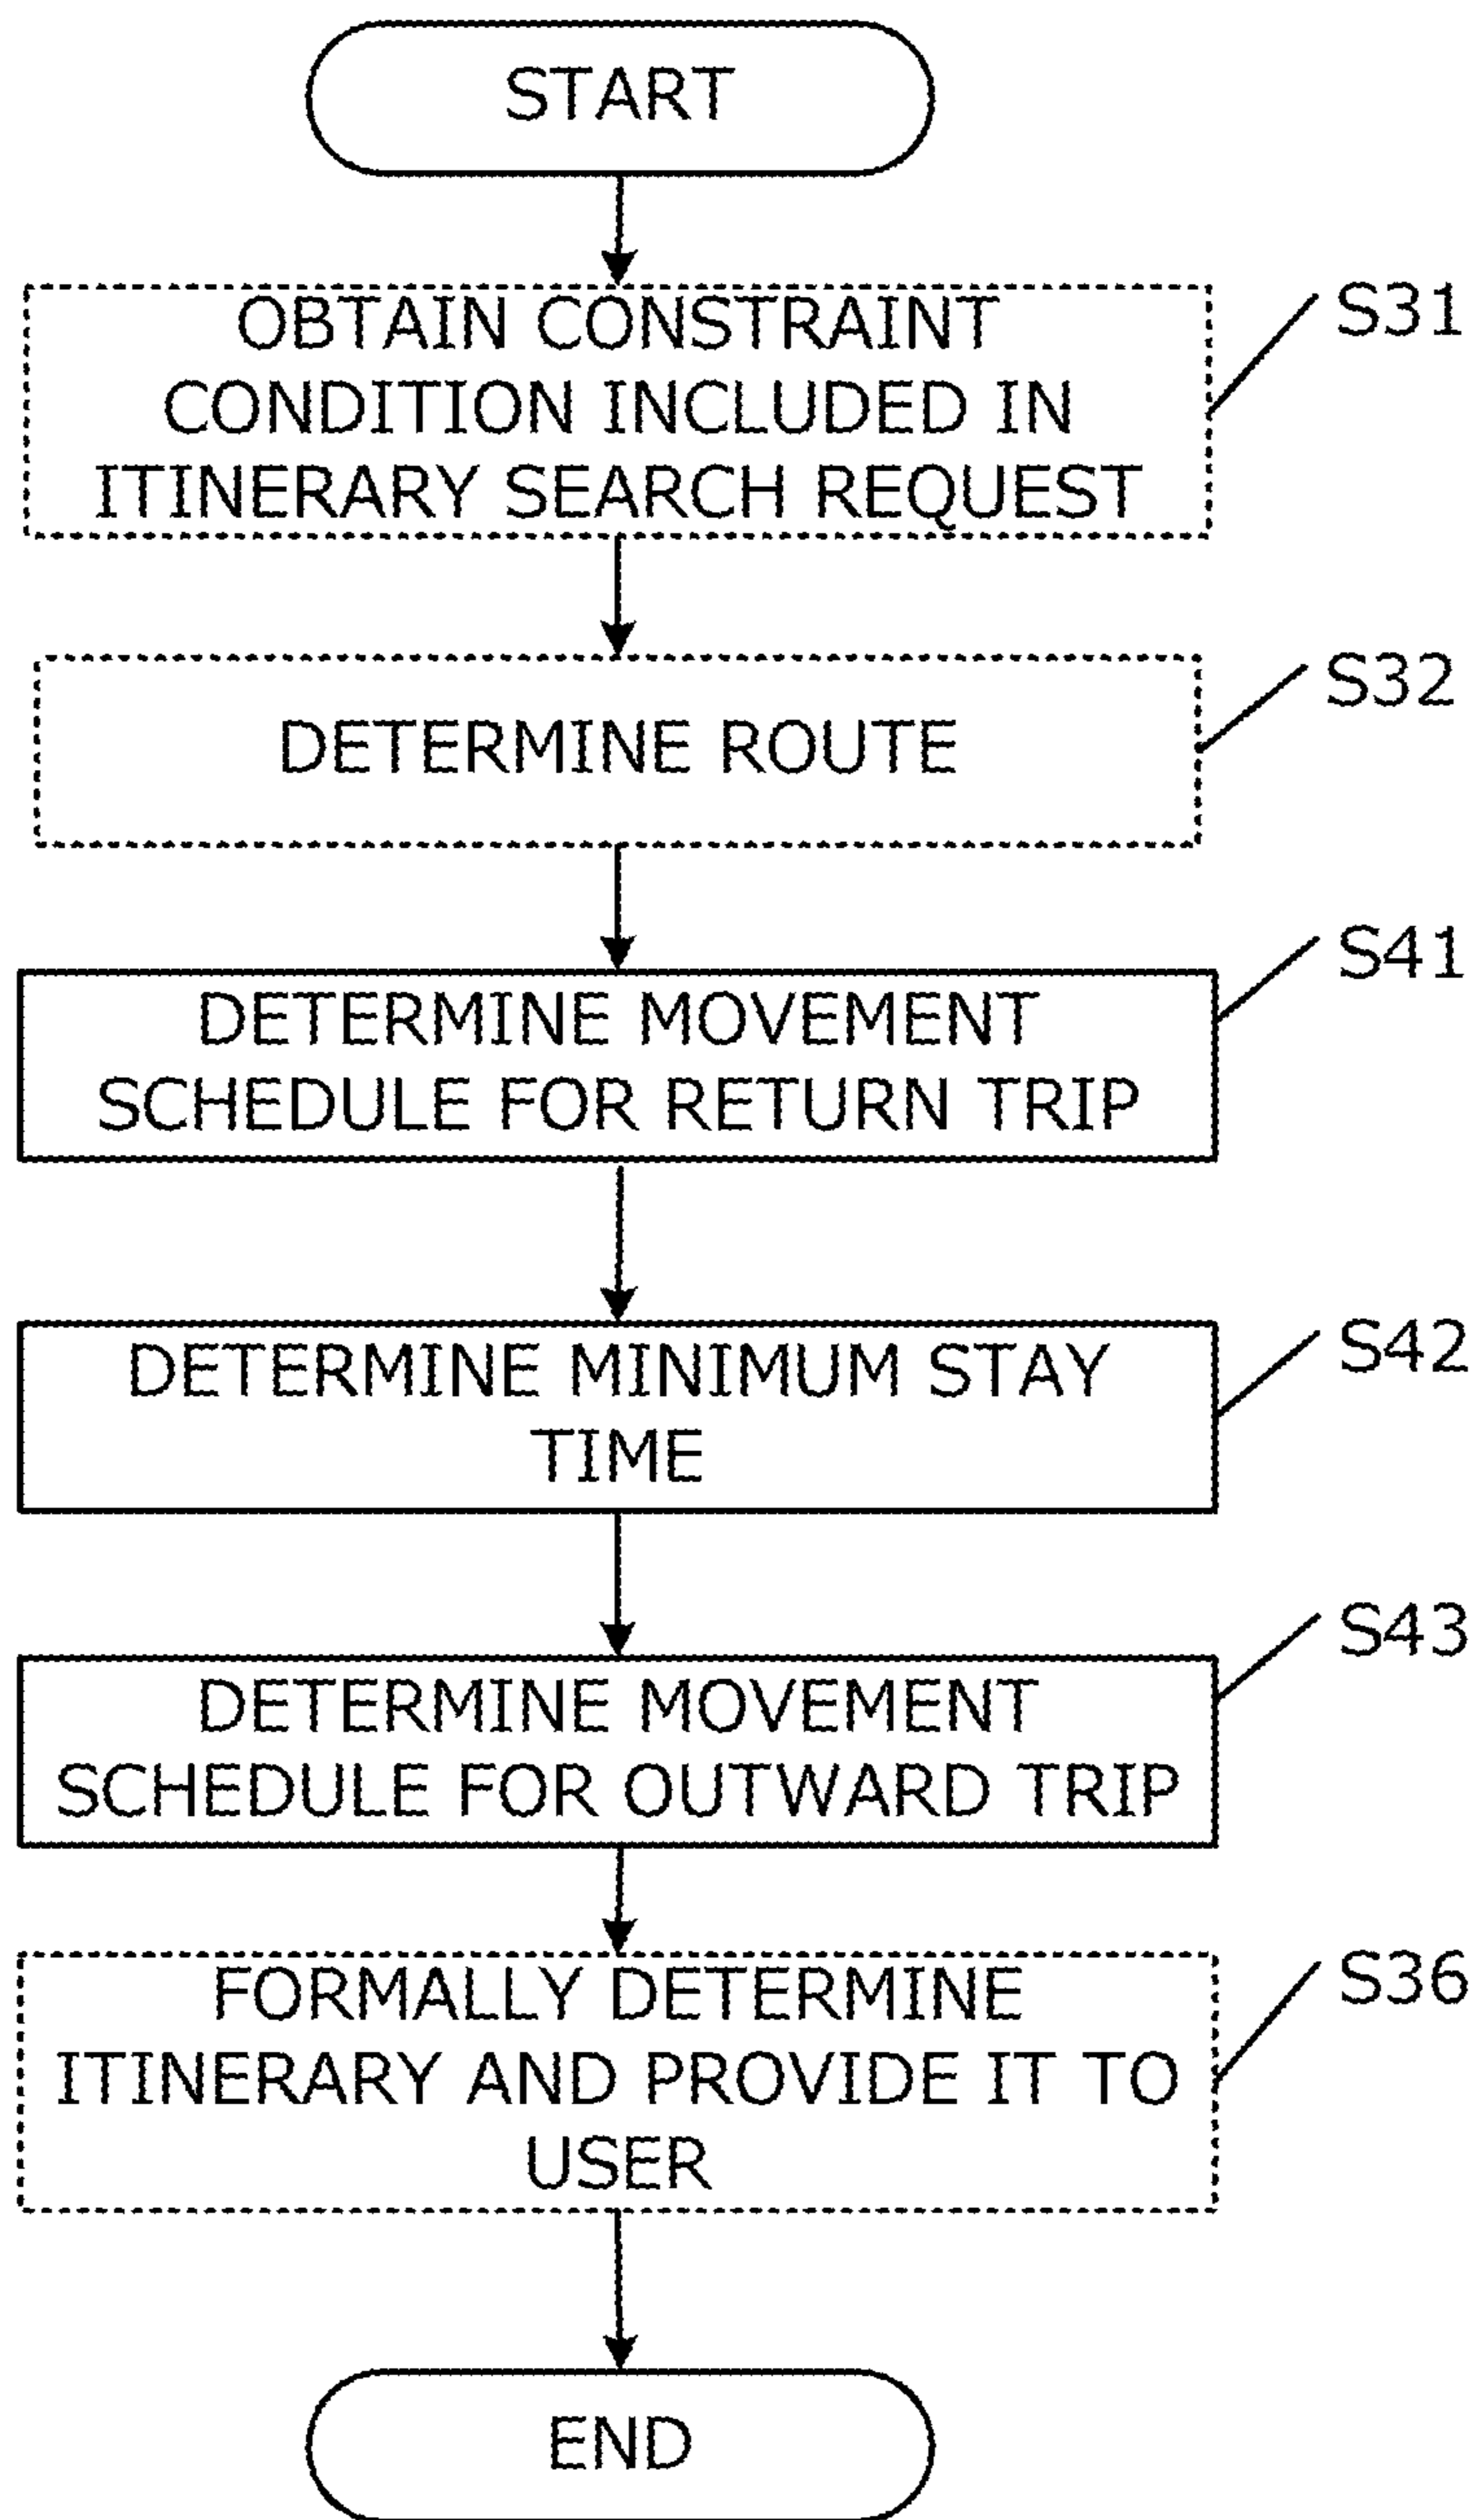 START
OBTAIN CONSTRAINT
CONDITION INCLUDED IN
ITINERARY SEARCH REQUEST
S31
DETERMINE ROUTE
S32
DETERMINE MOVEMENT
SCHEDULE FOR RETURN TRIP
S41
DETERMINE MINIMUM STAY
TIME
S42
DETERMINE MOVEMENT
SCHEDULE FOR OUTWARD TRIP
S43
FORMALLY DETERMINE
ITINERARY AND PROVIDE IT TO
USER
S36
END